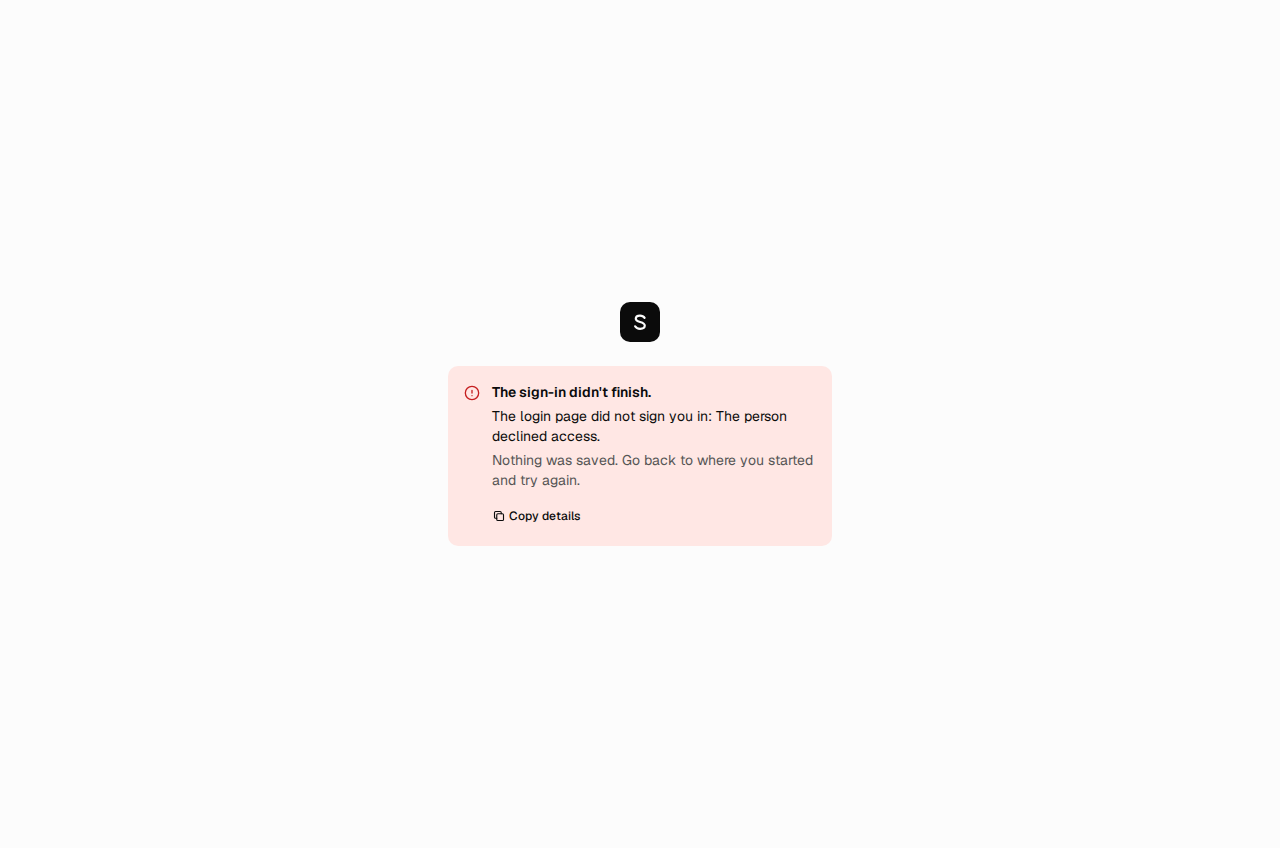 S
The sign-in didn't finish.
The login page did not sign you in: The person
declined access.
Nothing was saved. Go back to where you started
and try again.
Copy details